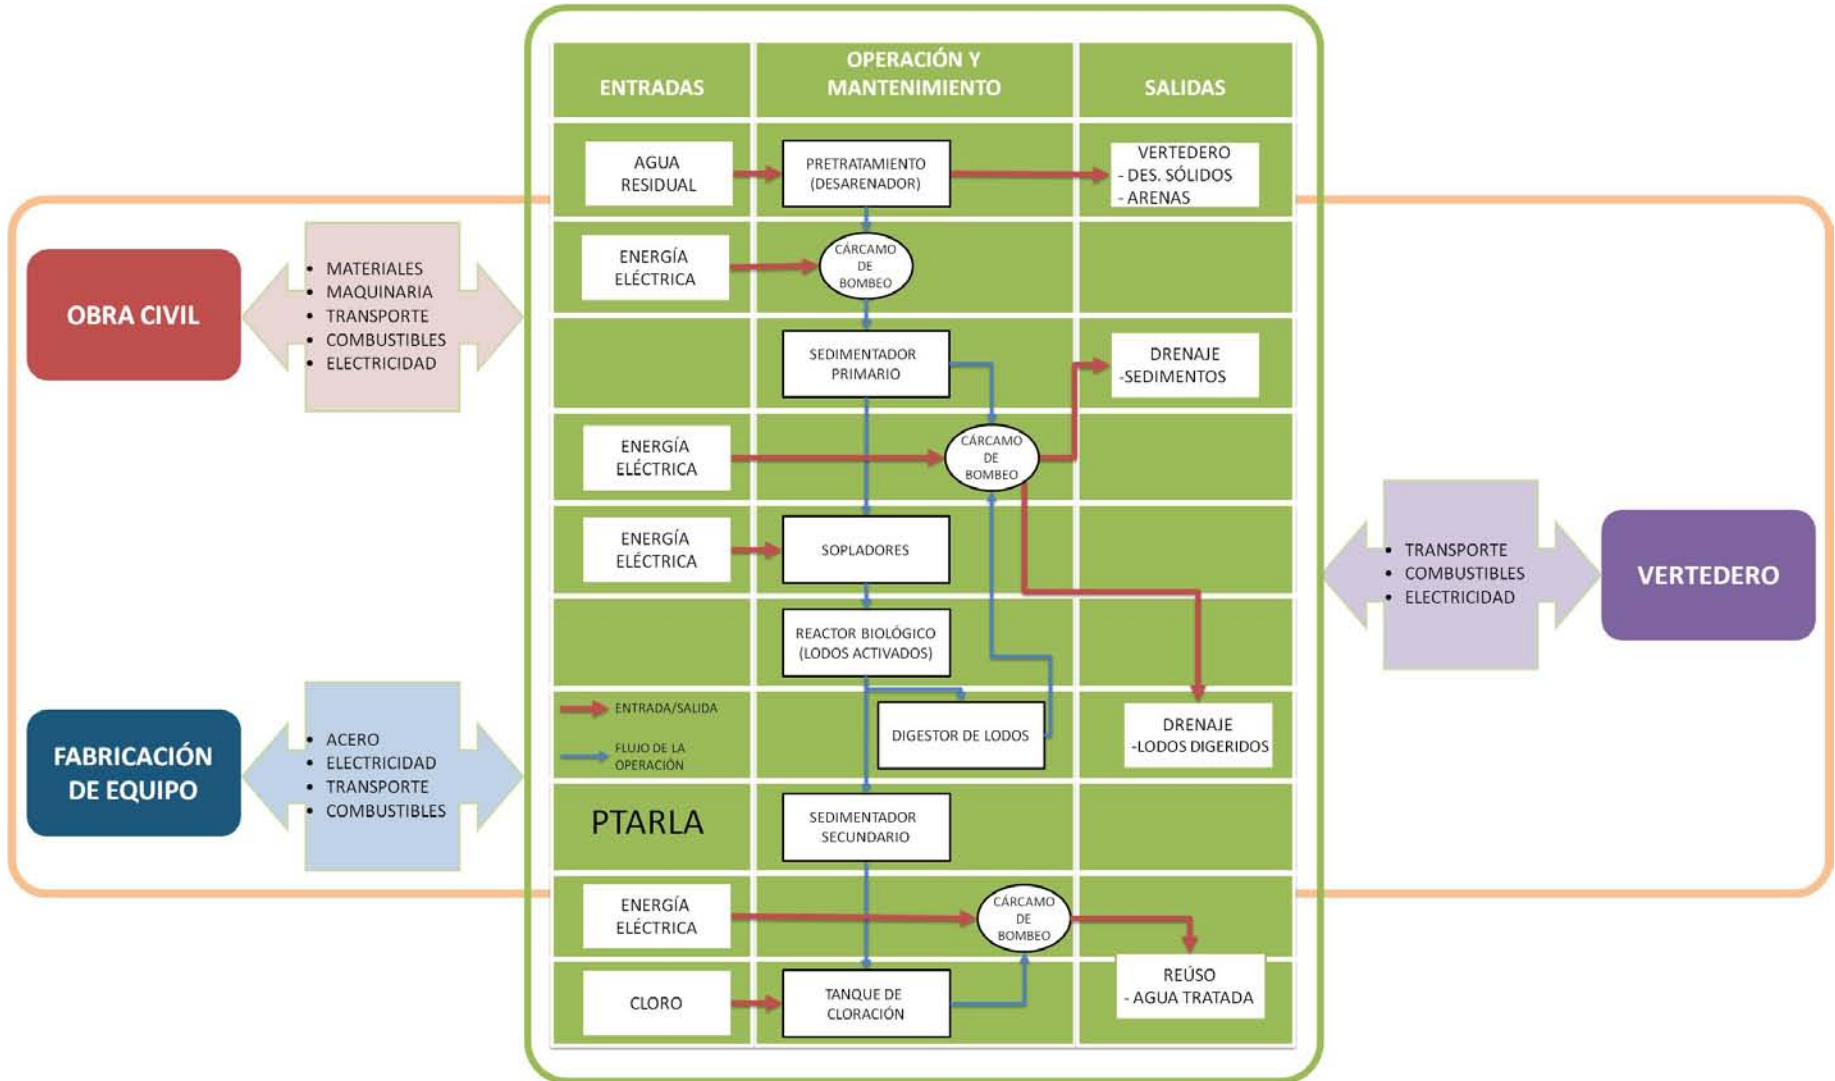 ENTRADAS
OPERACIÓN Y
MANTENIMIENTO
SALIDAS
AGUA
RESIDUAL
PRETRATAMIENTO
(DESARENADOR)
VERTEDERO
- DES. SÓLIDOS
- ARENAS
ENERGÍA
ELÉCTRICA
CÁRCAMO
DE
BOMBEO
OBRA CIVIL
• MATERIALES
• MAQUINARIA
• TRANSPORTE
• COMBUSTIBLES
• ELECTRICIDAD
SEDIMENTADOR
PRIMARIO
DRENAJE
-SEDIMENTOS
ENERGÍA
ELÉCTRICA
CÁRCAMO
DE
BOMBEO
ENERGÍA
ELÉCTRICA
SOPLADORES
• TRANSPORTE
• COMBUSTIBLES
• ELECTRICIDAD
VERTEDERO
REACTOR BIOLÓGICO
(LODOS ACTIVADOS)
ENTRADA/SALIDA
FLUJO DE LA
OPERACIÓN
DIGESTOR DE LODOS
DRENAJE
-LODOS DIGERIDOS
FABRICACIÓN
DE EQUIPO
• ACERO
• ELECTRICIDAD
• TRANSPORTE
• COMBUSTIBLES
PTARLA
SEDIMENTADOR
SECUNDARIO
ENERGÍA
ELÉCTRICA
CÁRCAMO
DE
BOMBEO
CLORO
TANQUE DE
CLORACIÓN
REÚSO
- AGUA TRATADA